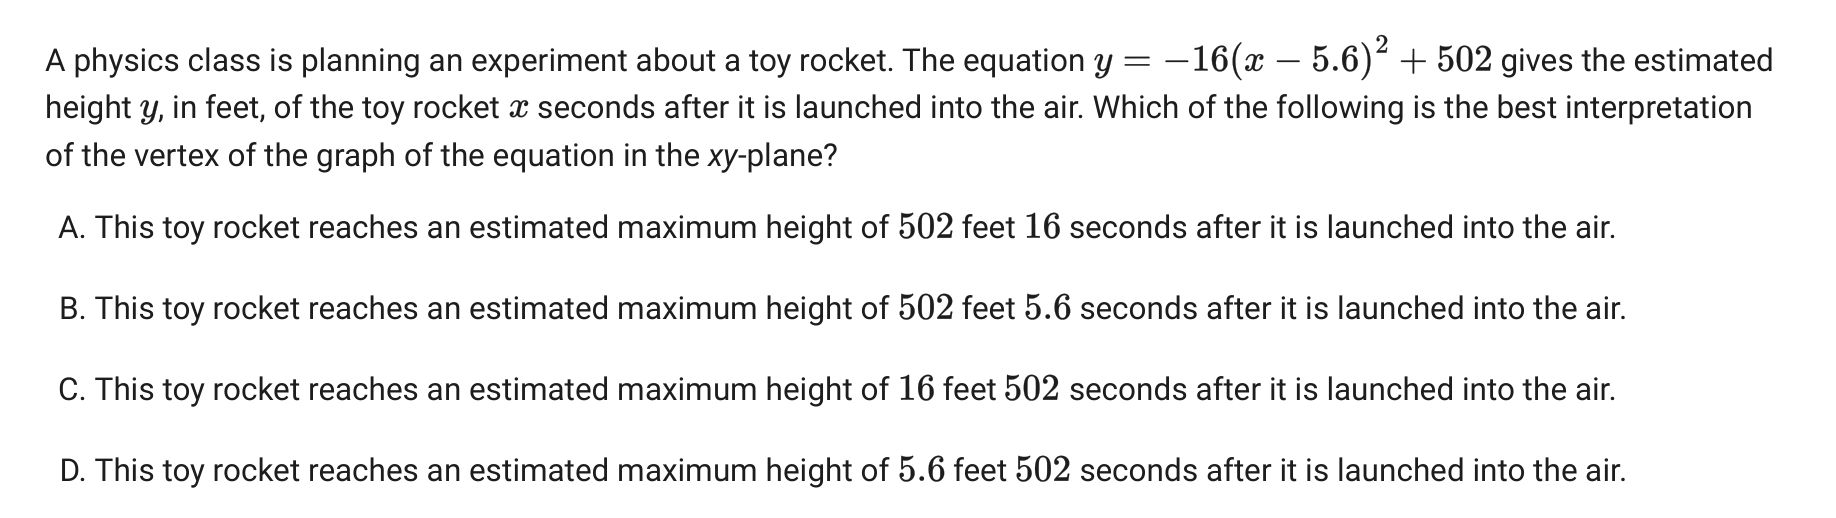 A physics class is planning an experiment about a toy rocket. The equation y = −16(x − 5.6)² + 502 gives the estimated
height y, in feet, of the toy rocket x seconds after it is launched into the air. Which of the following is the best interpretation
of the vertex of the graph of the equation in the xy-plane?
A. This toy rocket reaches an estimated maximum height of 502 feet 16 seconds after it is launched into the air.
B. This toy rocket reaches an estimated maximum height of 502 feet 5.6 seconds after it is launched into the air.
C. This toy rocket reaches an estimated maximum height of 16 feet 502 seconds after it is launched into the air.
D. This toy rocket reaches an estimated maximum height of 5.6 feet 502 seconds after it is launched into the air.